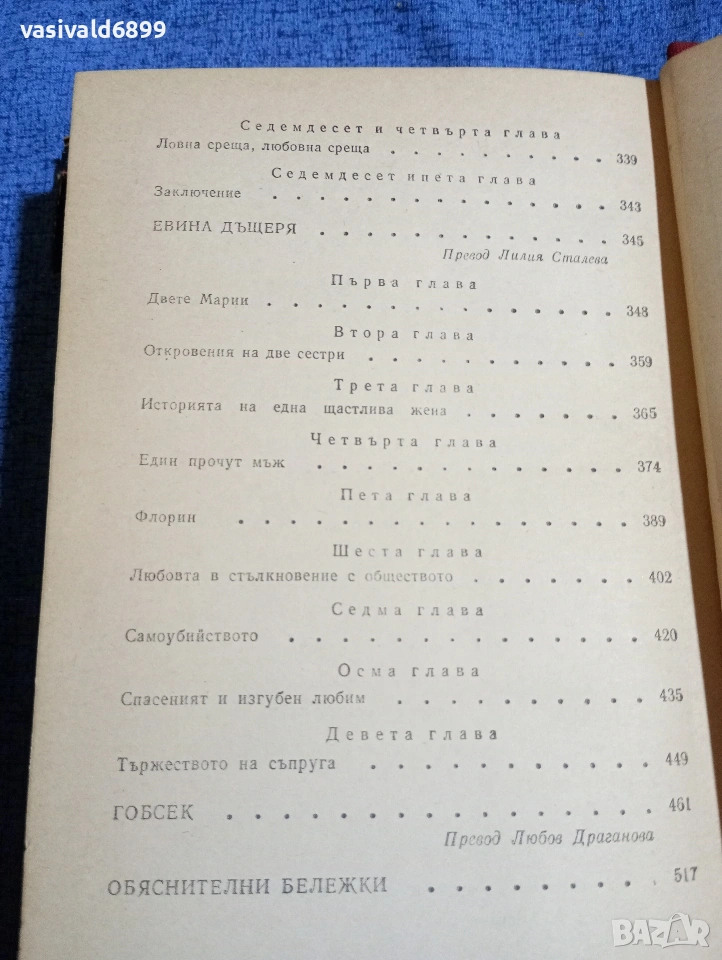 vasivald6899
Седемдесет и четвърта глава
Ловна среща, любовна среща . . . . . . . . . . 339
Седемдесет ипета глава
Заключение . . . . . . . . . . . . . . . . 343
ЕВИНА ДЪЩЕРЯ . . . . . . . . . . . . 345
Превод Лилия Сталева
Първа глава
Двете Марии . . . . . . . . . . . . . . . 348
Втора глава
Откровения на две сестри . . . . . . . . . . . 359
Трета глава
Историята на една щастлива жена . . . . . . . . 365
Четвърта глава
Един прочут мъж . . . . . . . . . . . . . 374
Пета глава
Флорин . . . . . . . . . . . . . . . . 389
Шеста глава
Любовта в стълкновение с обществото . . . . . . . 402
Седма глава
Самоубийството . . . . . . . . . . . . . . 420
Осма глава
Спасеният и изгубен любим . . . . . . . . . . 435
Девета глава
Тържеството на съпруга . . . . . . . . . . . 449
ГОБСЕК . . . . . . . . . . . . . . . . 461
Превод Любов Драганова
ОБЯСНИТЕЛНИ БЕЛЕЖКИ . . . . . . . . . 517
BAZAR